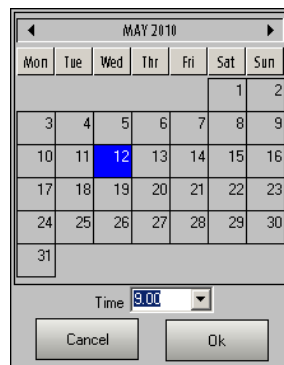 MAY 2010
Mon Tue Wed Thr Fri Sat Sun
1 2
3 4 5 6 7 8 9
10 11 12 13 14 15 16
17 18 19 20 21 22 23
24 25 26 27 28 29 30
31
Time 9.00
Cancel Ok